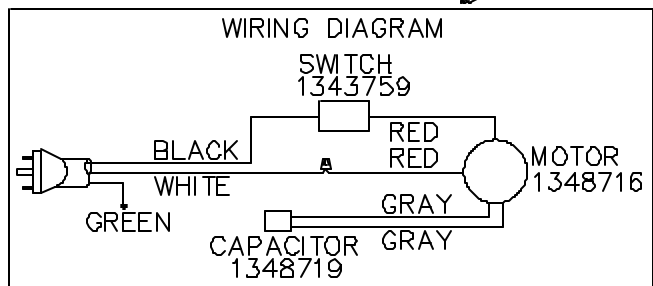 WIRING DIAGRAM
SWITCH
1343759
BLACK
RED
RED
MOTOR
1348716
WHITE
GREEN
GRAY
CAPACITOR
GRAY
1348719